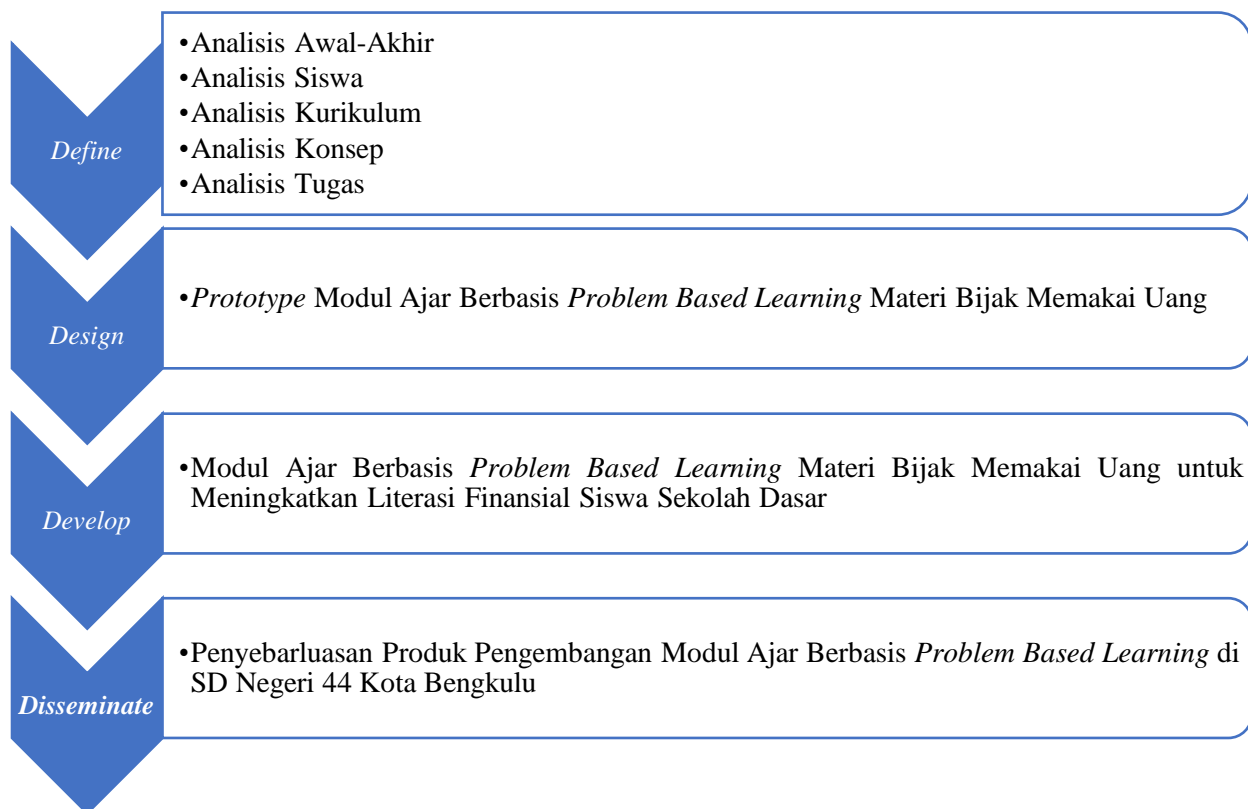 Define
•Analisis Awal-Akhir
•Analisis Siswa
•Analisis Kurikulum
•Analisis Konsep
•Analisis Tugas
Design
•Prototype Modul Ajar Berbasis Problem Based Learning Materi Bijak Memakai Uang
Develop
•Modul Ajar Berbasis Problem Based Learning Materi Bijak Memakai Uang untuk
Meningkatkan Literasi Finansial Siswa Sekolah Dasar
Disseminate
•Penyebarluasan Produk Pengembangan Modul Ajar Berbasis Problem Based Learning di
SD Negeri 44 Kota Bengkulu